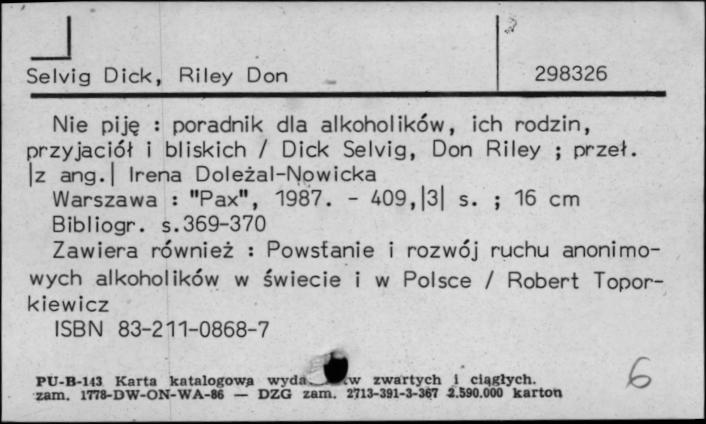 Selvig Dick, Riley Don 298326
Nie piję : poradnik dla alkoholików, ich rodzin,
przyjaciół i bliskich / Dick Selvig, Don Riley ; przeł.
|z ang.| Irena Doleżal-Nowicka
Warszawa : "Pax", 1987. - 409,|3| s. ; 16 cm
Bibliogr. s.369-370
Zawiera również : Powstanie i rozwój ruchu anonimo-
wych alkoholików w świecie i w Polsce / Robert Topor-
kiewicz
ISBN 83-211-0868-7
6
PU-B-143 Karta katalogowa zwartych i ciągłych.
zam. 1778-DW-ON-WA-86 — DZG zam. 2713-391-3-367 2.590.000 karton